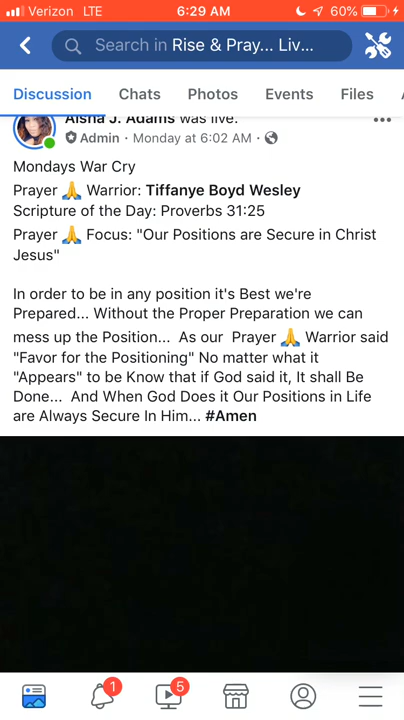 Verizon LTE 6:29 AM 60%
Search in Rise & Pray... Liv...
Discussion Chats Photos Events Files
Aisha J. Adams was live.
Admin · Monday at 6:02 AM ·
Mondays War Cry
Prayer 🙏 Warrior: Tiffanye Boyd Wesley
Scripture of the Day: Proverbs 31:25
Prayer 🙏 Focus: "Our Positions are Secure in Christ
Jesus"
In order to be in any position it's Best we're
Prepared... Without the Proper Preparation we can
mess up the Position... As our Prayer 🙏 Warrior said
"Favor for the Positioning" No matter what it
"Appears" to be Know that if God said it, It shall Be
Done... And When God Does it Our Positions in Life
are Always Secure In Him... #Amen
1 5